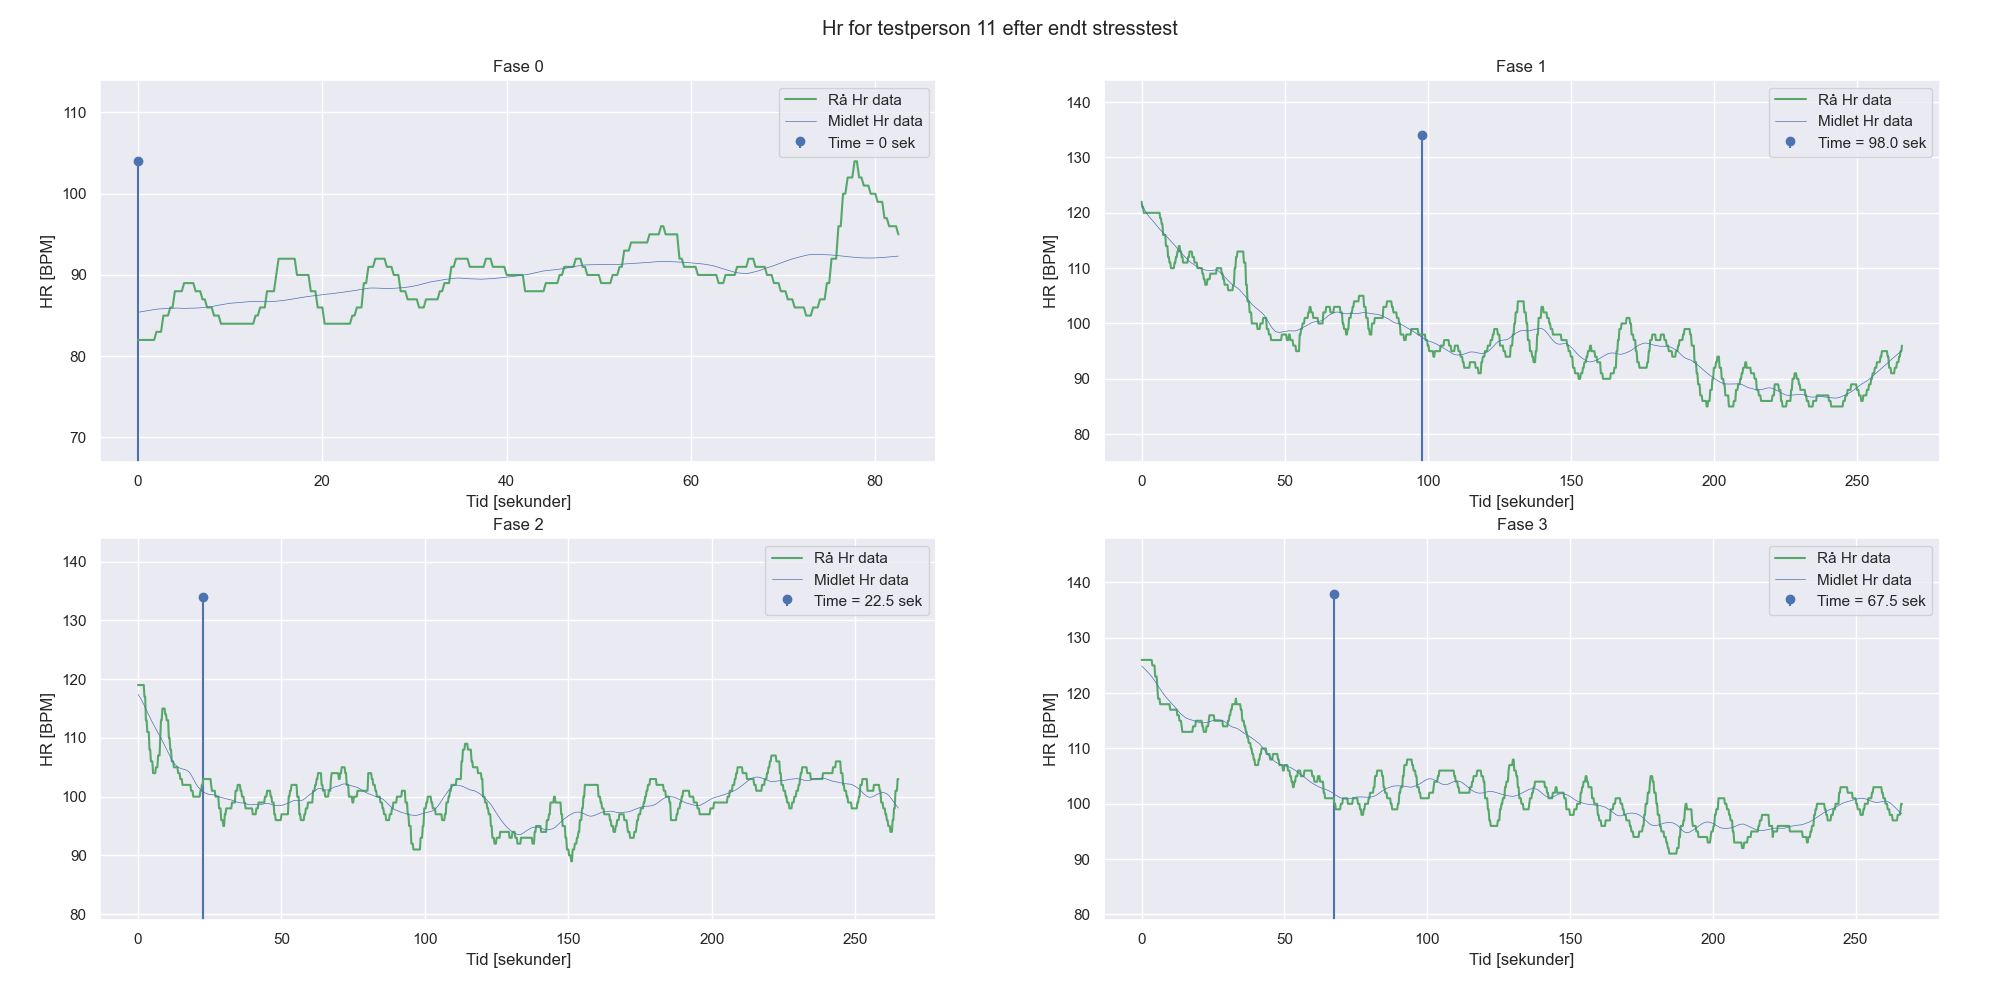 Hr for testperson 11 efter endt stresstest
Fase 0
HR [BPM]
110
100
90
80
70
Rå Hr data
Midlet Hr data
Time = 0 sek
0 20 40 60 80
Tid [sekunder]
Fase 1
HR [BPM]
140
130
120
110
100
90
80
Rå Hr data
Midlet Hr data
Time = 98.0 sek
0 50 100 150 200 250
Tid [sekunder]
Fase 2
HR [BPM]
140
130
120
110
100
90
80
Rå Hr data
Midlet Hr data
Time = 22.5 sek
0 50 100 150 200 250
Tid [sekunder]
Fase 3
HR [BPM]
140
130
120
110
100
90
80
Rå Hr data
Midlet Hr data
Time = 67.5 sek
0 50 100 150 200 250
Tid [sekunder]